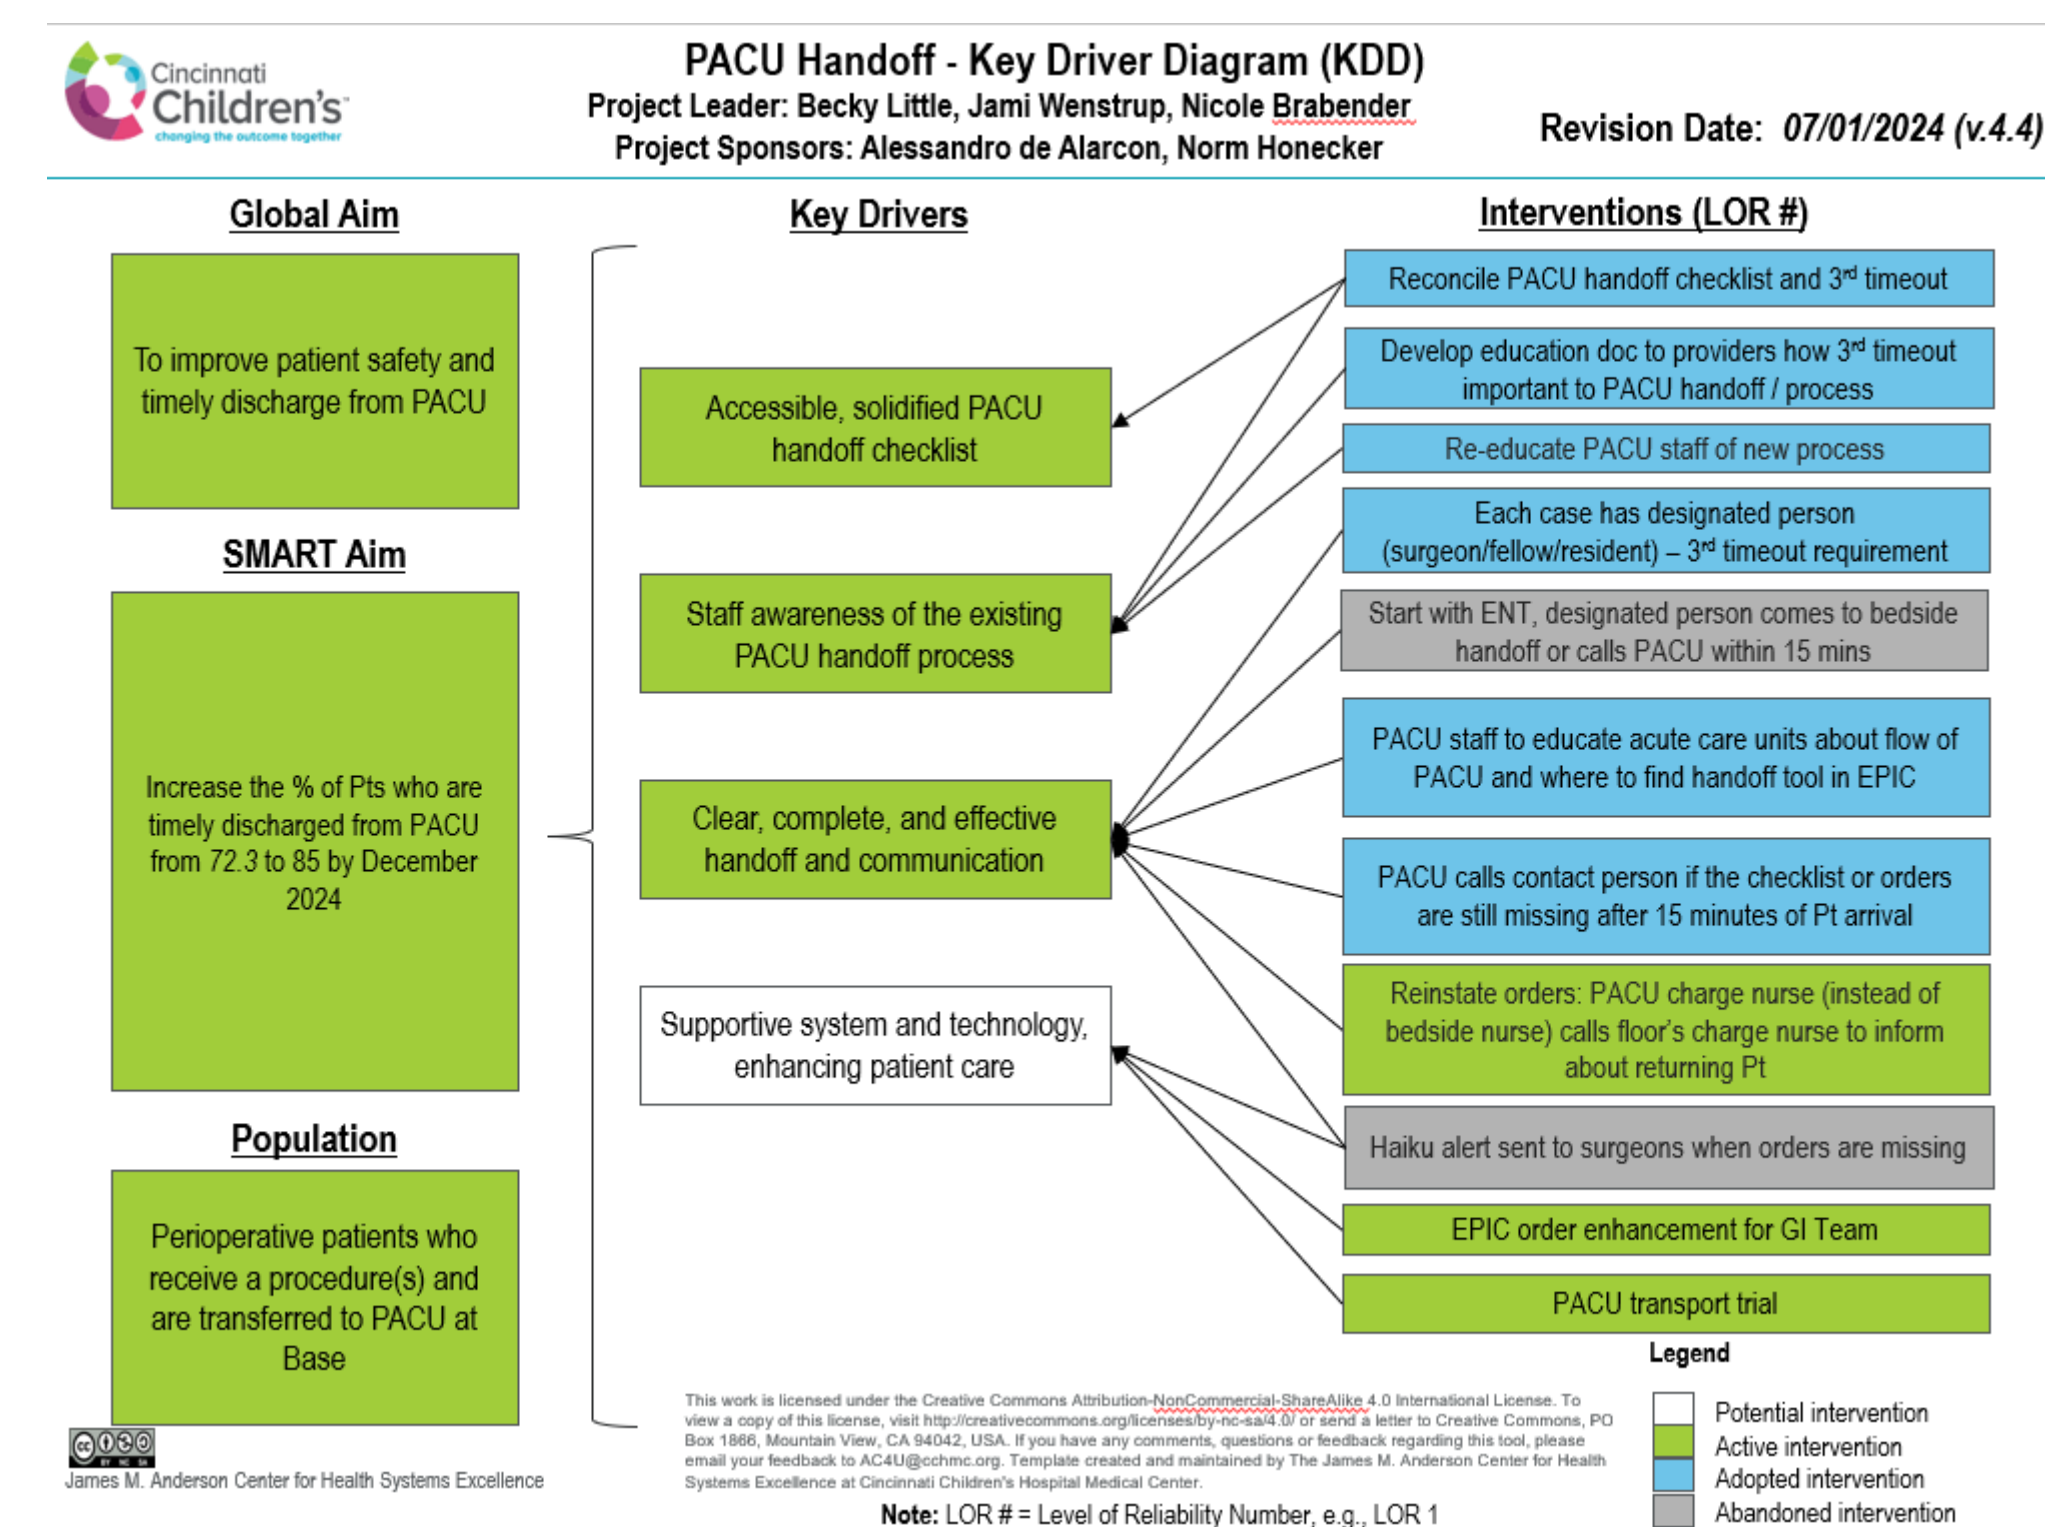 Cincinnati
Children's™
changing the outcome together
PACU Handoff - Key Driver Diagram (KDD)
Project Leader: Becky Little, Jami Wenstrup, Nicole Brabender
Project Sponsors: Alessandro de Alarcon, Norm Honecker
Revision Date: 07/01/2024 (v.4.4)
Global Aim
To improve patient safety and
timely discharge from PACU
SMART Aim
Increase the % of Pts who are
timely discharged from PACU
from 72.3 to 85 by December
2024
Population
Perioperative patients who
receive a procedure(s) and
are transferred to PACU at
Base
Key Drivers
Accessible, solidified PACU
handoff checklist
Staff awareness of the existing
PACU handoff process
Clear, complete, and effective
handoff and communication
Supportive system and technology,
enhancing patient care
Interventions (LOR #)
Reconcile PACU handoff checklist and 3rd timeout
Develop education doc to providers how 3rd timeout
important to PACU handoff / process
Re-educate PACU staff of new process
Each case has designated person
(surgeon/fellow/resident) – 3rd timeout requirement
Start with ENT, designated person comes to bedside
handoff or calls PACU within 15 mins
PACU staff to educate acute care units about flow of
PACU and where to find handoff tool in EPIC
PACU calls contact person if the checklist or orders
are still missing after 15 minutes of Pt arrival
Reinstate orders: PACU charge nurse (instead of
bedside nurse) calls floor's charge nurse to inform
about returning Pt
Haiku alert sent to surgeons when orders are missing
EPIC order enhancement for GI Team
PACU transport trial
Legend
Potential intervention
Active intervention
Adopted intervention
Abandoned intervention
cc BY NC SA
James M. Anderson Center for Health Systems Excellence
This work is licensed under the Creative Commons Attribution-NonCommercial-ShareAlike 4.0 International License. To
view a copy of this license, visit http://creativecommons.org/licenses/by-nc-sa/4.0/ or send a letter to Creative Commons, PO
Box 1866, Mountain View, CA 94042, USA. If you have any comments, questions or feedback regarding this tool, please
email your feedback to AC4U@cchmc.org. Template created and maintained by The James M. Anderson Center for Health
Systems Excellence at Cincinnati Children's Hospital Medical Center.
Note: LOR # = Level of Reliability Number, e.g., LOR 1